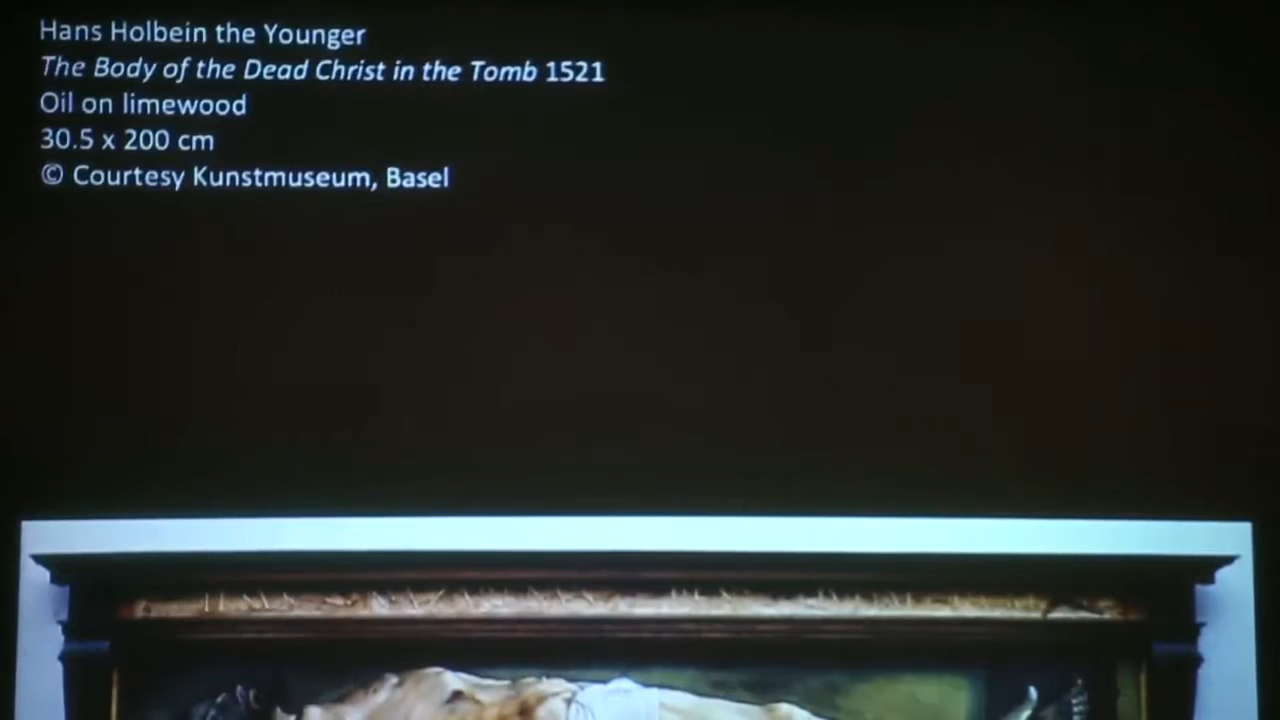 Hans Holbein the Younger
The Body of the Dead Christ in the Tomb 1521
Oil on limewood
30.5 x 200 cm
© Courtesy Kunstmuseum, Basel